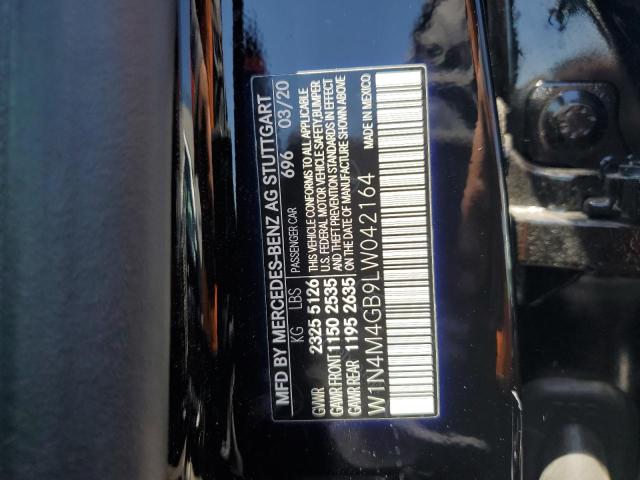 MFD BY MERCEDES-BENZ AG STUTTGART
696 03/20
KG LBS PASSENGER CAR
GVWR 2325 5126 THIS VEHICLE CONFORMS TO ALL APPLICABLE
GAWR FRONT 1150 2535 U.S. FEDERAL MOTOR VEHICLE SAFETY, BUMPER
GAWR REAR 1195 2635 AND THEFT PREVENTION STANDARDS IN EFFECT
ON DATE OF MANUFACTURE SHOWN ABOVE
W1N4M4GB9LW042164 MADE IN MEXICO